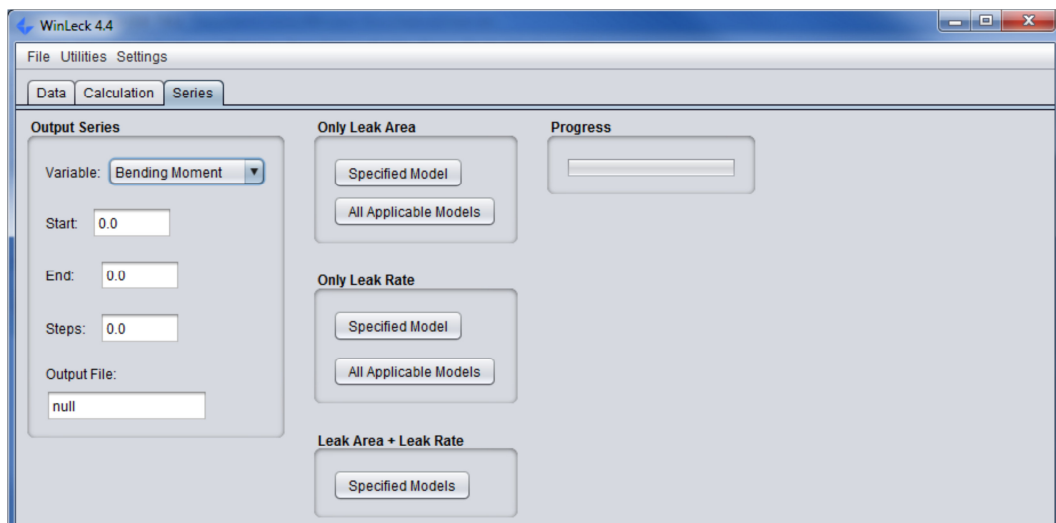 WinLeck 4.4
File Utilities Settings
Data Calculation Series
Output Series
Variable: Bending Moment
Start: 0.0
End: 0.0
Steps: 0.0
Output File:
null
Only Leak Area
Specified Model
All Applicable Models
Only Leak Rate
Specified Model
All Applicable Models
Leak Area + Leak Rate
Specified Models
Progress